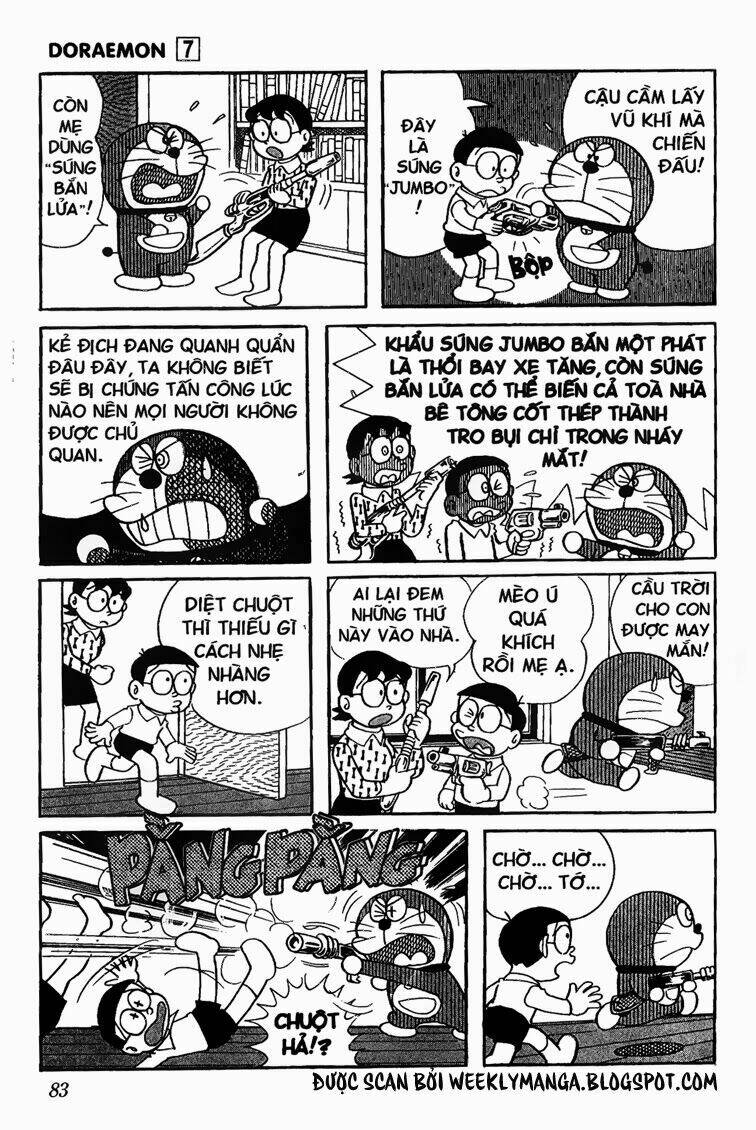 DORAEMON 7
CẬU CẦM LẤY
VŨ KHÍ MÀ
CHIẾN
ĐẤU!
ĐÂY
LÀ
SÚNG
"JUMBO"
!
BỘP
CÒN
MẸ
DÙNG
"SÚNG
BẮN
LỬA"!
KHẨU SÚNG JUMBO BẮN MỘT PHÁT
LÀ THỔI BAY XE TĂNG, CÒN SÚNG
BẮN LỬA CÓ THỂ BIẾN CẢ TOÀ NHÀ
BÊ TÔNG CỐT THÉP THÀNH
TRO BỤI CHỈ TRONG NHÁY
MẮT!
KẺ ĐỊCH ĐANG QUANH QUẨN
ĐÂU ĐÂY, TA KHÔNG BIẾT
SẼ BỊ CHÚNG TẤN CÔNG LÚC
NÀO NÊN MỌI NGƯỜI KHÔNG
ĐƯỢC CHỦ
QUAN.
CẦU TRỜI
CHO CON
ĐƯỢC MAY
MẮN!
MÈO Ú
QUÁ
KHÍCH
RỒI MẸ Ạ.
AI LẠI ĐEM
NHỮNG THỨ
NÀY VÀO NHÀ.
DIỆT CHUỘT
THÌ THIẾU GÌ
CÁCH NHẸ
NHÀNG
HƠN.
CHỜ... CHỜ...
CHỜ... TỚ...
PẰNG PẰNG
CHUỘT
HẢ!?
83
ĐƯỢC SCAN BỞI WEEKLYMANGA.BLOGSPOT.COM